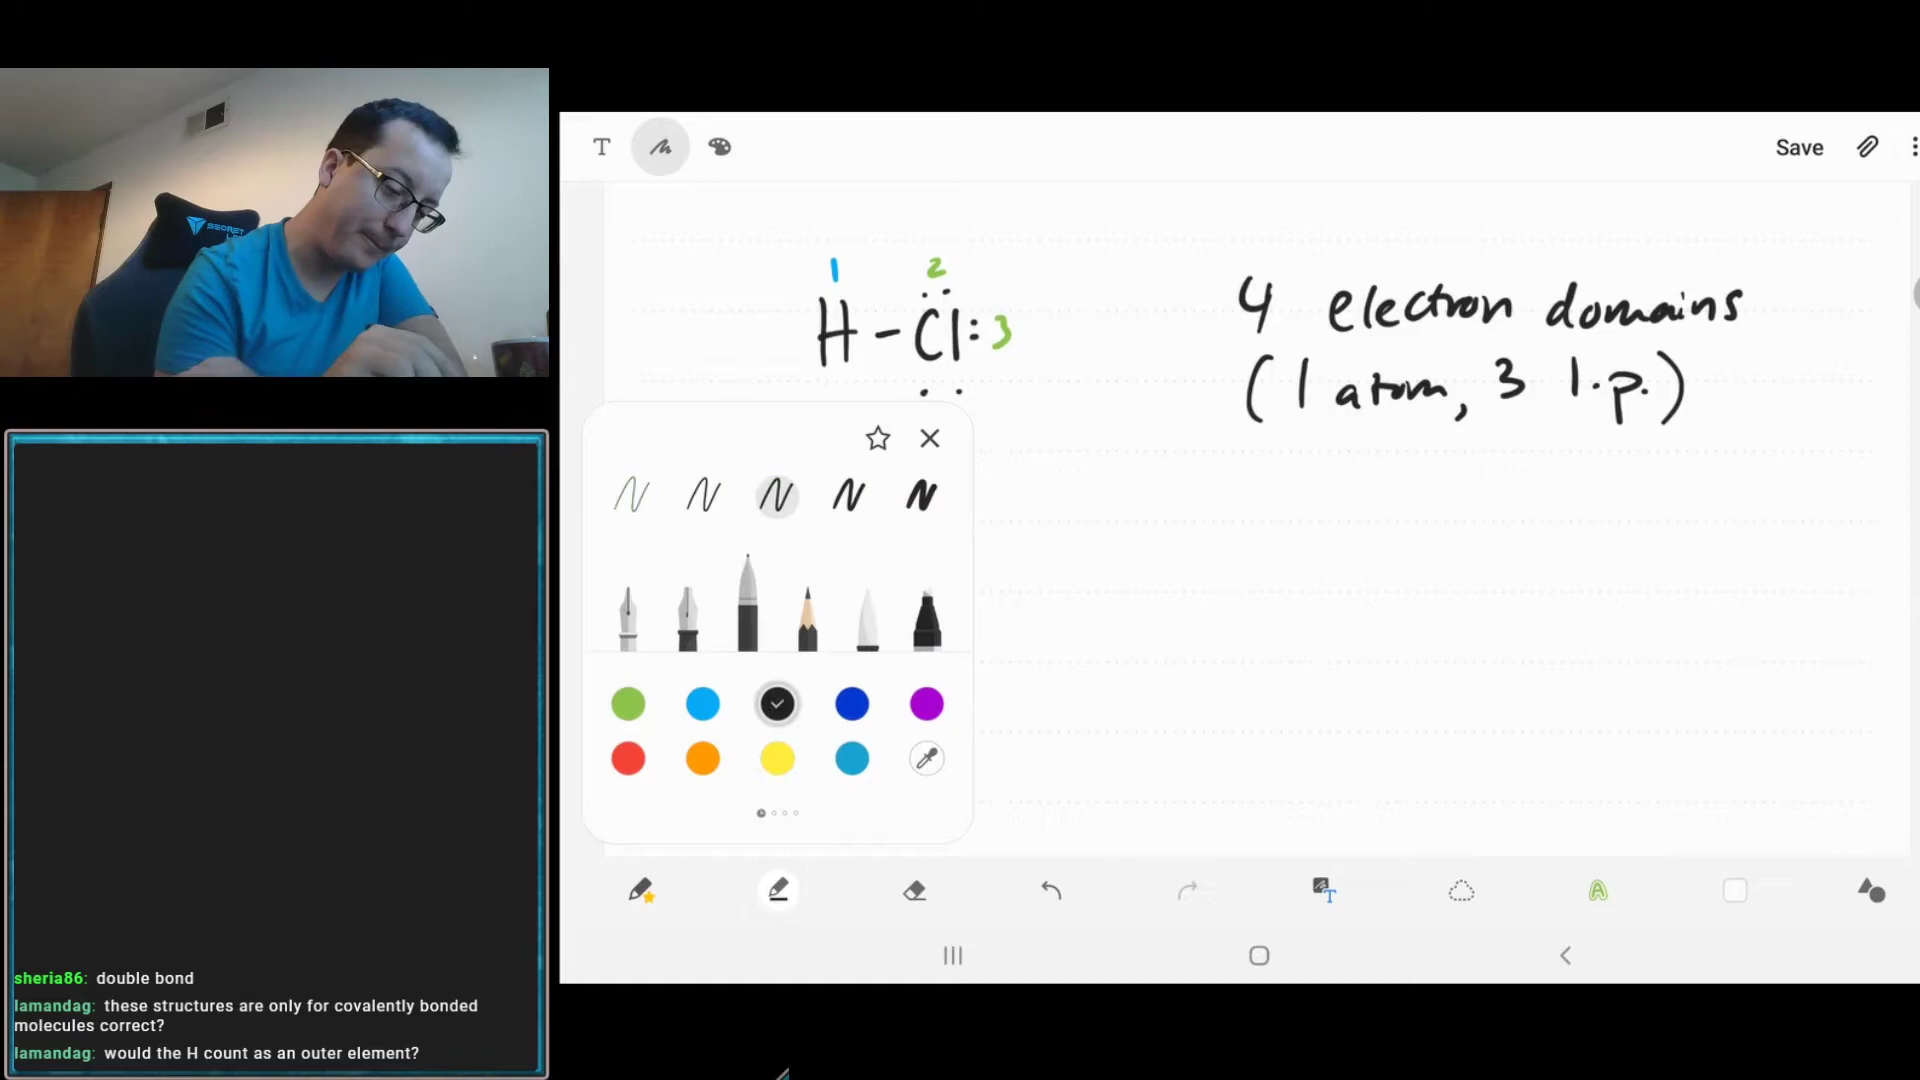 SECRET
T
Save
1 2
H - Cl: 3
4 electron domains
(1 atom, 3 l.p.)
sheria86: double bond
lamandag: these structures are only for covalently bonded
molecules correct?
lamandag: would the H count as an outer element?